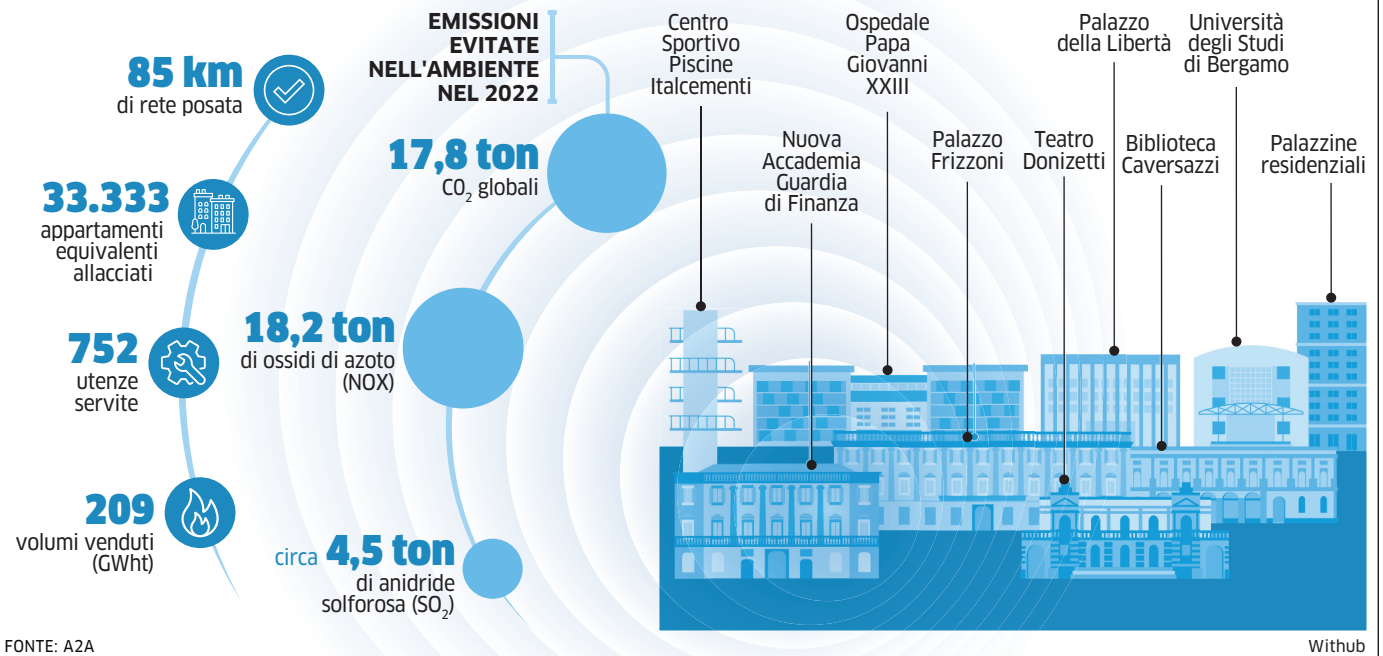 85 km
di rete posata
33.333
appartamenti
equivalenti
allacciati
752
utenze
servite
209
volumi venduti
(GWht)
EMISSIONI
EVITATE
NELL'AMBIENTE
NEL 2022
17,8 ton
CO₂ globali
18,2 ton
di ossidi di azoto
(NOX)
circa 4,5 ton
di anidride
solforosa (SO₂)
Centro
Sportivo
Piscine
Italcementi
Nuova
Accademia
Guardia
di Finanza
Ospedale
Papa
Giovanni
XXIII
Palazzo
Frizzoni
Teatro
Donizetti
Palazzo
della Libertà
Biblioteca
Caversazzi
Università
degli Studi
di Bergamo
Palazzine
residenziali
FONTE: A2A
Withub